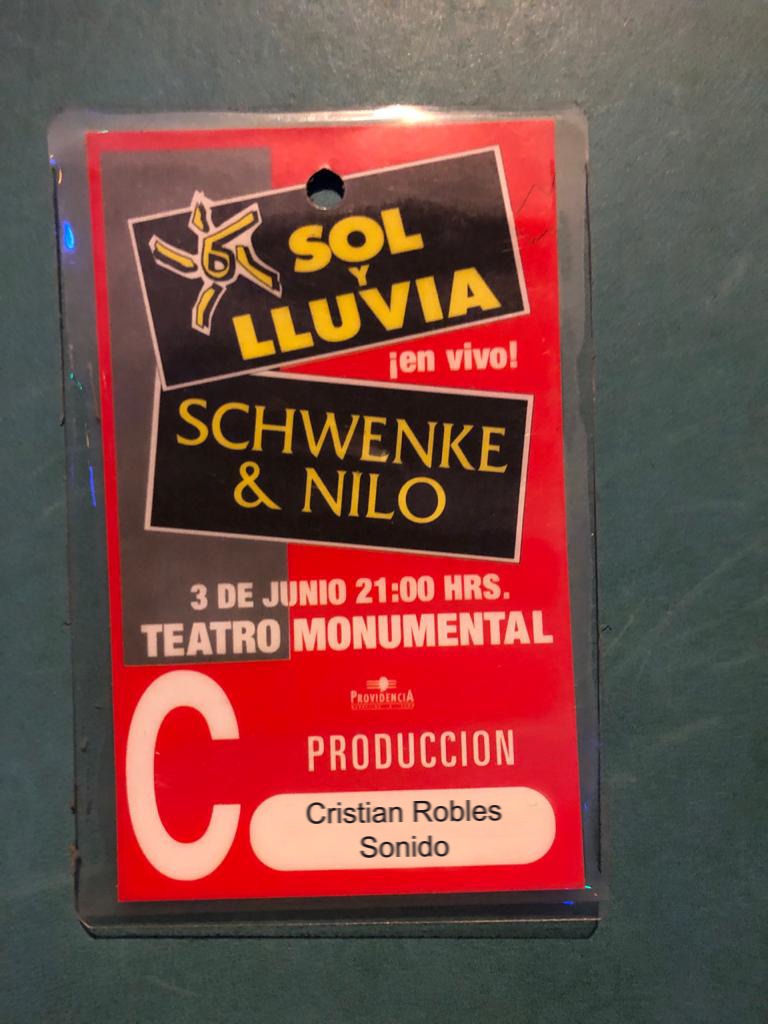 SOL
Y
LLUVIA
¡en vivo!
SCHWENKE
& NILO
3 DE JUNIO 21:00 HRS.
TEATRO MONUMENTAL
PROVIDENCIA
C
PRODUCCION
Cristian Robles
Sonido